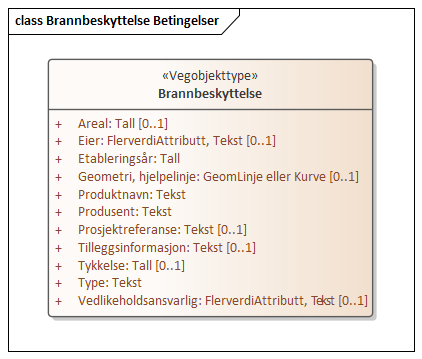 class Brannbeskyttelse Betingelser
«Vegobjekttype»
Brannbeskyttelse
+ Areal: Tall [0..1]
+ Eier: FlerverdiAttributt, Tekst [0..1]
+ Etableringsår: Tall
+ Geometri, hjelpelinje: GeomLinje eller Kurve [0..1]
+ Produktnavn: Tekst
+ Produsent: Tekst
+ Prosjektreferanse: Tekst [0..1]
+ Tilleggsinformasjon: Tekst [0..1]
+ Tykkelse: Tall [0..1]
+ Type: Tekst
+ Vedlikeholdsansvarlig: FlerverdiAttributt, Tekst [0..1]